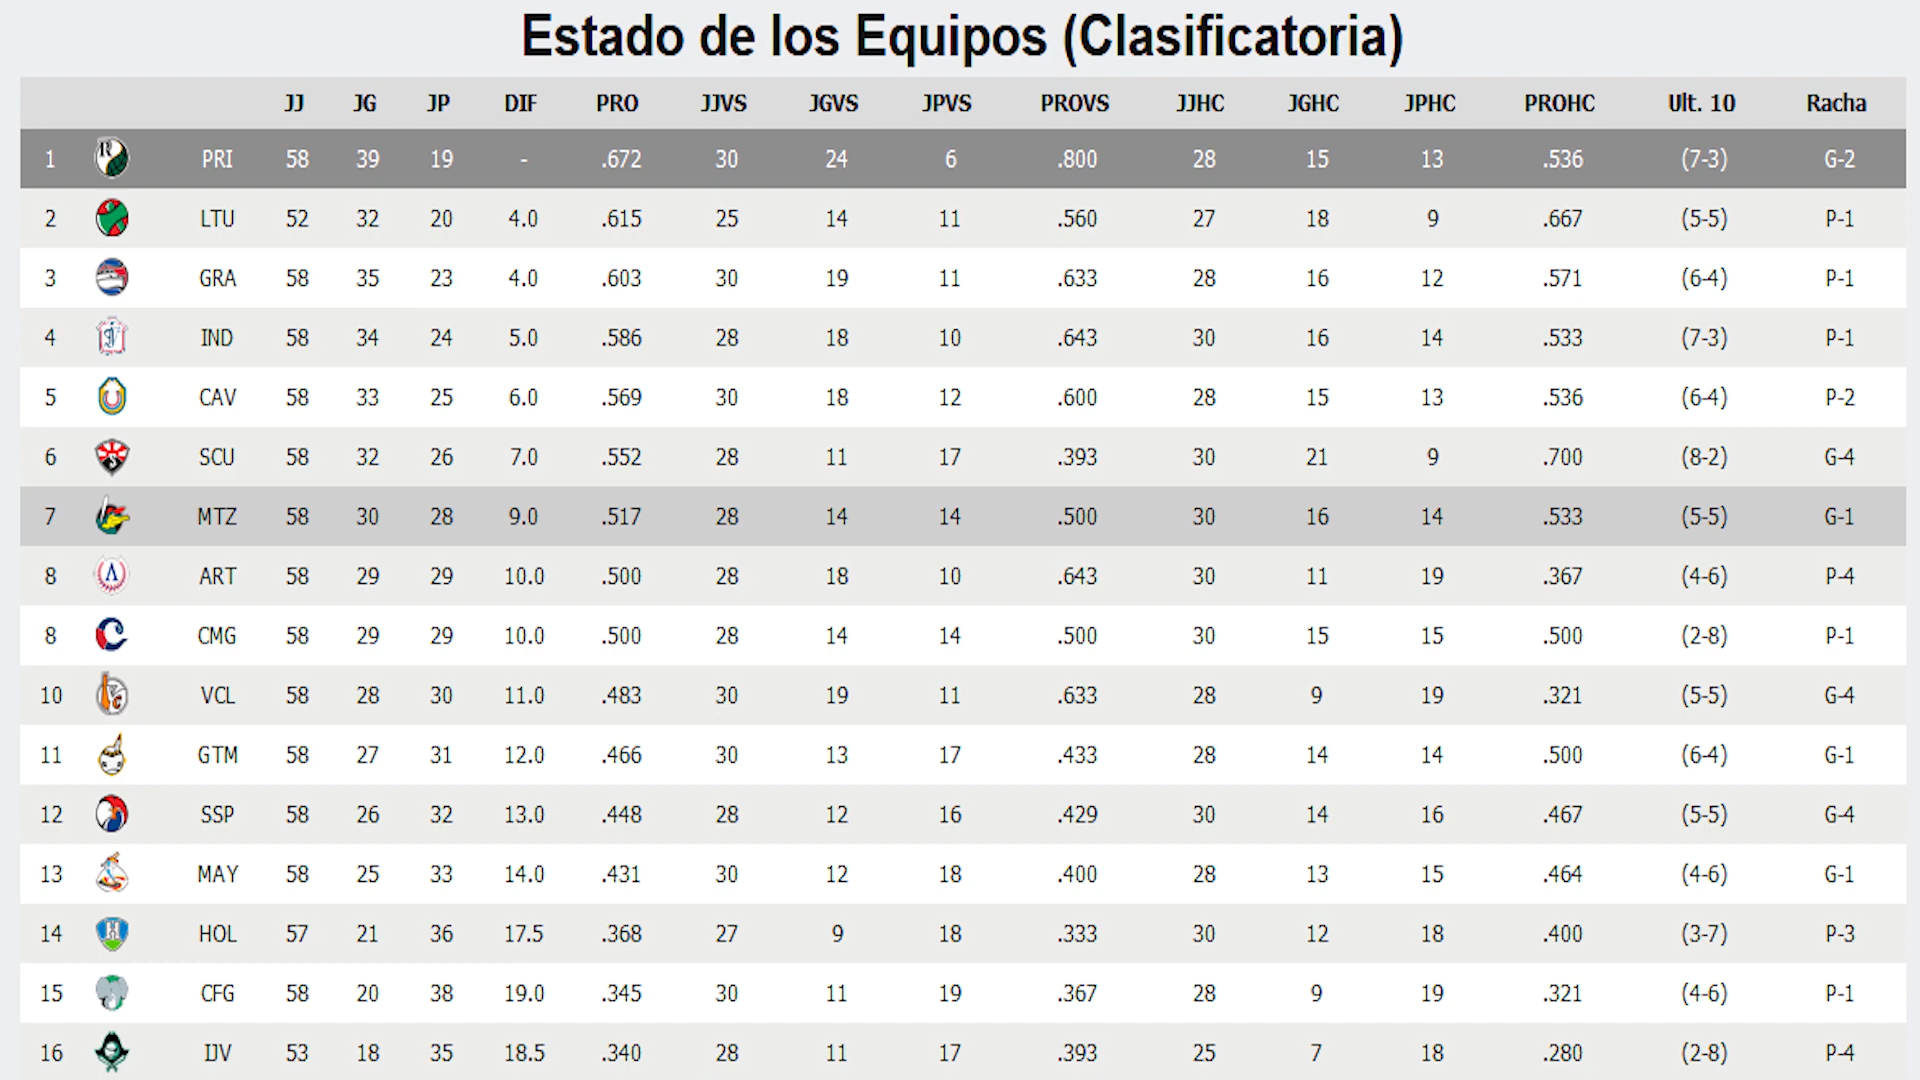 Estado de los Equipos (Clasificatoria)
JJ JG JP DIF PRO JJVS JGVS JPVS PROVS JJHC JGHC JPHC PROHC Ult. 10 Racha
1 PRI 58 39 19 - .672 30 24 6 .800 28 15 13 .536 (7-3) G-2
2 LTU 52 32 20 4.0 .615 25 14 11 .560 27 18 9 .667 (5-5) P-1
3 GRA 58 35 23 4.0 .603 30 19 11 .633 28 16 12 .571 (6-4) P-1
4 IND 58 34 24 5.0 .586 28 18 10 .643 30 16 14 .533 (7-3) P-1
5 CAV 58 33 25 6.0 .569 30 18 12 .600 28 15 13 .536 (6-4) P-2
6 SCU 58 32 26 7.0 .552 28 11 17 .393 30 21 9 .700 (8-2) G-4
7 MTZ 58 30 28 9.0 .517 28 14 14 .500 30 16 14 .533 (5-5) G-1
8 ART 58 29 29 10.0 .500 28 18 10 .643 30 11 19 .367 (4-6) P-4
8 CMG 58 29 29 10.0 .500 28 14 14 .500 30 15 15 .500 (2-8) P-1
10 VCL 58 28 30 11.0 .483 30 19 11 .633 28 9 19 .321 (5-5) G-4
11 GTM 58 27 31 12.0 .466 30 13 17 .433 28 14 14 .500 (6-4) G-1
12 SSP 58 26 32 13.0 .448 28 12 16 .429 30 14 16 .467 (5-5) G-4
13 MAY 58 25 33 14.0 .431 30 12 18 .400 28 13 15 .464 (4-6) G-1
14 HOL 57 21 36 17.5 .368 27 9 18 .333 30 12 18 .400 (3-7) P-3
15 CFG 58 20 38 19.0 .345 30 11 19 .367 28 9 19 .321 (4-6) P-1
16 IJV 53 18 35 18.5 .340 28 11 17 .393 25 7 18 .280 (2-8) P-4